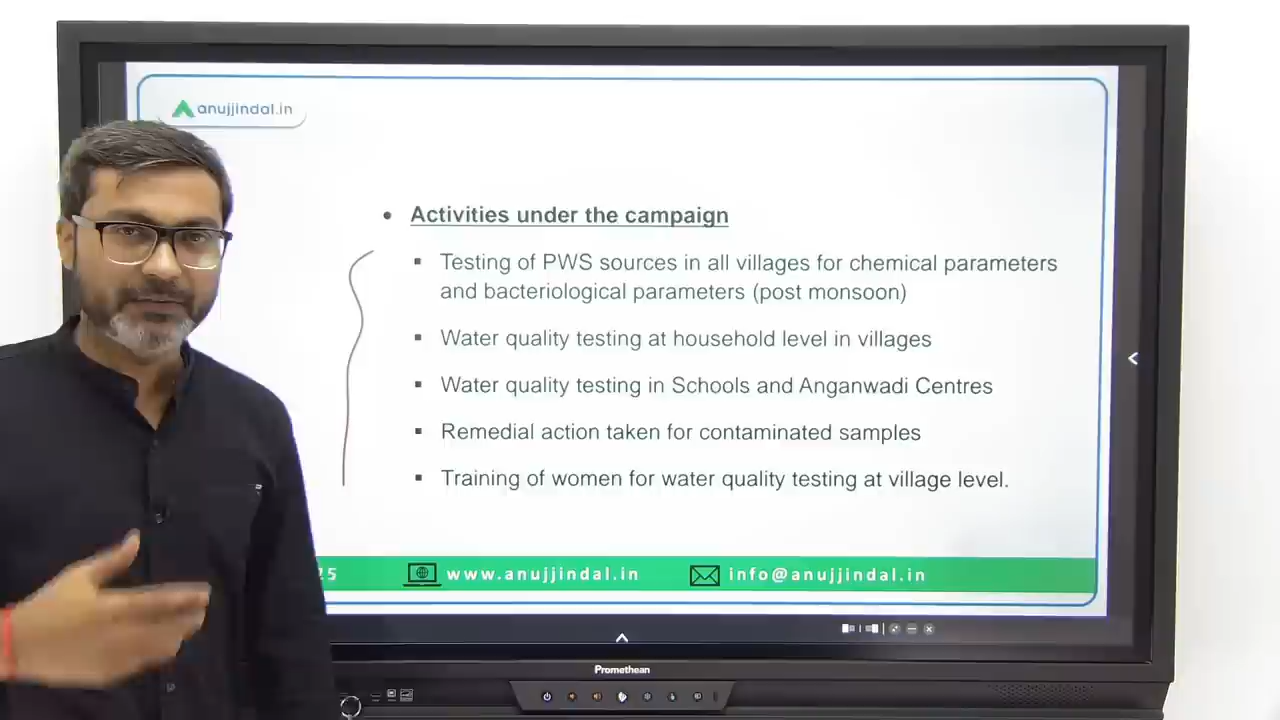 anujjindal.in
• Activities under the campaign
▪ Testing of PWS sources in all villages for chemical parameters
and bacteriological parameters (post monsoon)
▪ Water quality testing at household level in villages
▪ Water quality testing in Schools and Anganwadi Centres
▪ Remedial action taken for contaminated samples
▪ Training of women for water quality testing at village level.
25 www.anujjindal.in info@anujjindal.in
Promethean